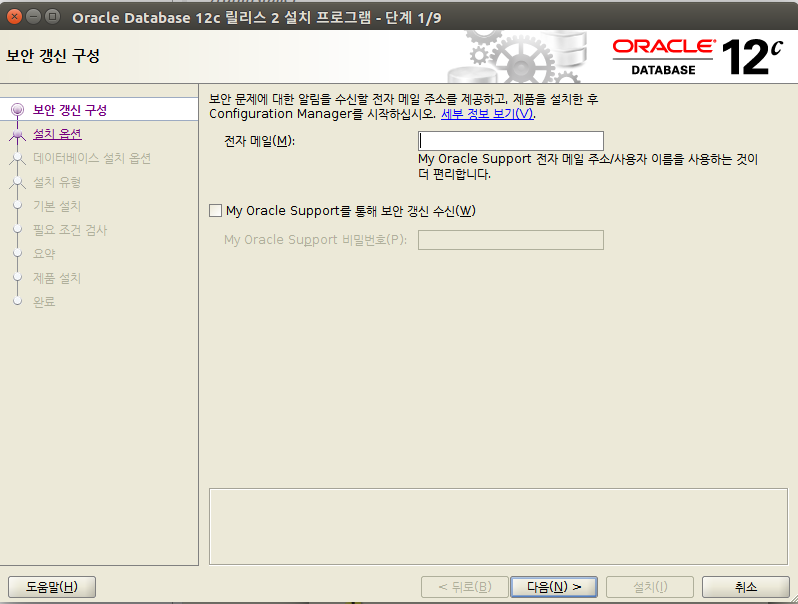 Oracle Database 12c 릴리스 2 설치 프로그램 - 단계 1/9
보안 갱신 구성
ORACLE®
DATABASE
12c
보안 갱신 구성
설치 옵션
데이터베이스 설치 옵션
설치 유형
기본 설치
필요 조건 검사
요약
제품 설치
완료
보안 문제에 대한 알림을 수신할 전자 메일 주소를 제공하고, 제품을 설치한 후
Configuration Manager를 시작하십시오. 세부 정보 보기(V).
전자 메일(M):
My Oracle Support 전자 메일 주소/사용자 이름을 사용하는 것이
더 편리합니다.
My Oracle Support를 통해 보안 갱신 수신(W)
My Oracle Support 비밀번호(P):
도움말(H)
< 뒤로(B)
다음(N) >
설치(I)
취소